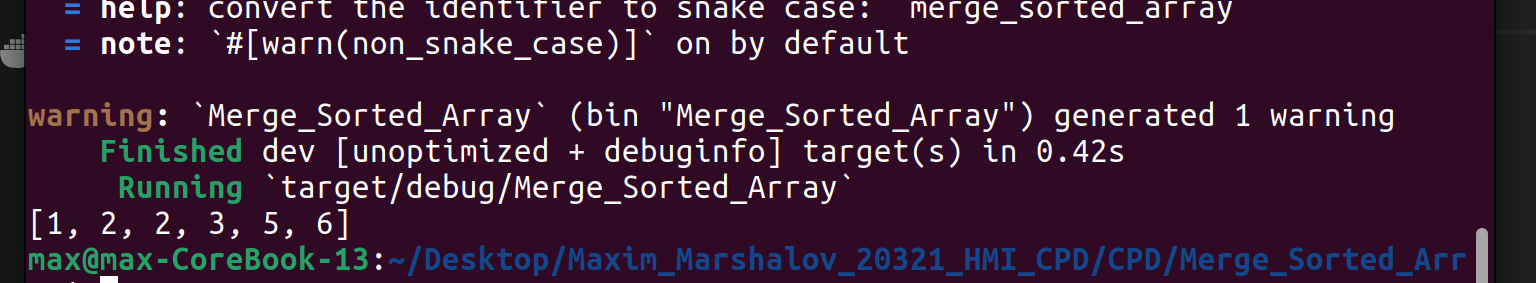 = help: convert the identifier to snake case: `merge_sorted_array`
= note: `#[warn(non_snake_case)]` on by default
warning: `Merge_Sorted_Array` (bin "Merge_Sorted_Array") generated 1 warning
Finished dev [unoptimized + debuginfo] target(s) in 0.42s
Running `target/debug/Merge_Sorted_Array`
[1, 2, 2, 3, 5, 6]
max@max-CoreBook-13:~/Desktop/Maxim_Marshalov_20321_HMI_CPD/CPD/Merge_Sorted_Arr